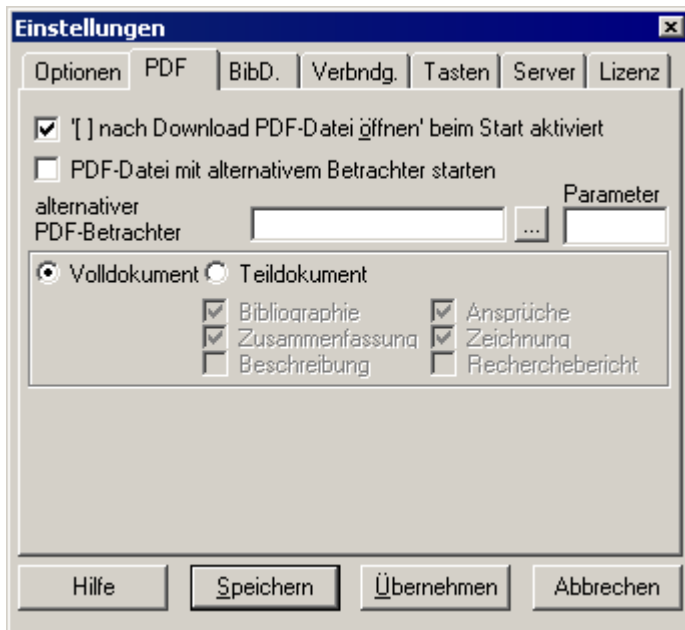 Einstellungen
Optionen PDF BibD. Verbndg. Tasten Server Lizenz
'[ ] nach Download PDF-Datei öffnen' beim Start aktiviert
PDF-Datei mit alternativem Betrachter starten
Parameter
alternativer
PDF-Betrachter ...
Volldokument Teildokument
Bibliographie Ansprüche
Zusammenfassung Zeichnung
Beschreibung Recherchebericht
Hilfe Speichern Übernehmen Abbrechen